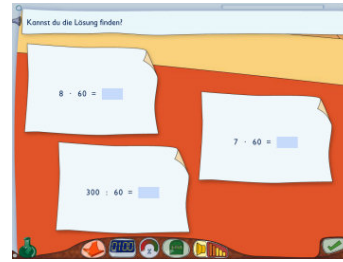 Kannst du die Lösung finden?
8 · 60 =
7 · 60 =
300 : 60 =